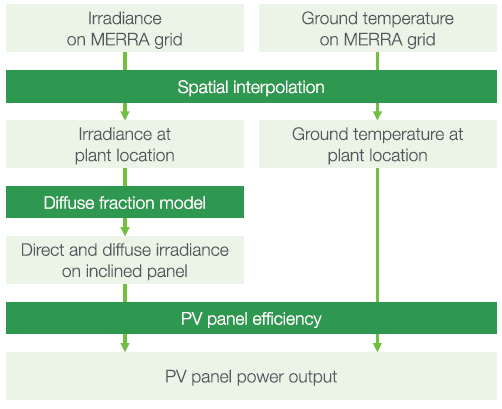 Irradiance
on MERRA grid
Ground temperature
on MERRA grid
Spatial interpolation
Irradiance at
plant location
Ground temperature at
plant location
Diffuse fraction model
Direct and diffuse irradiance
on inclined panel
PV panel efficiency
PV panel power output